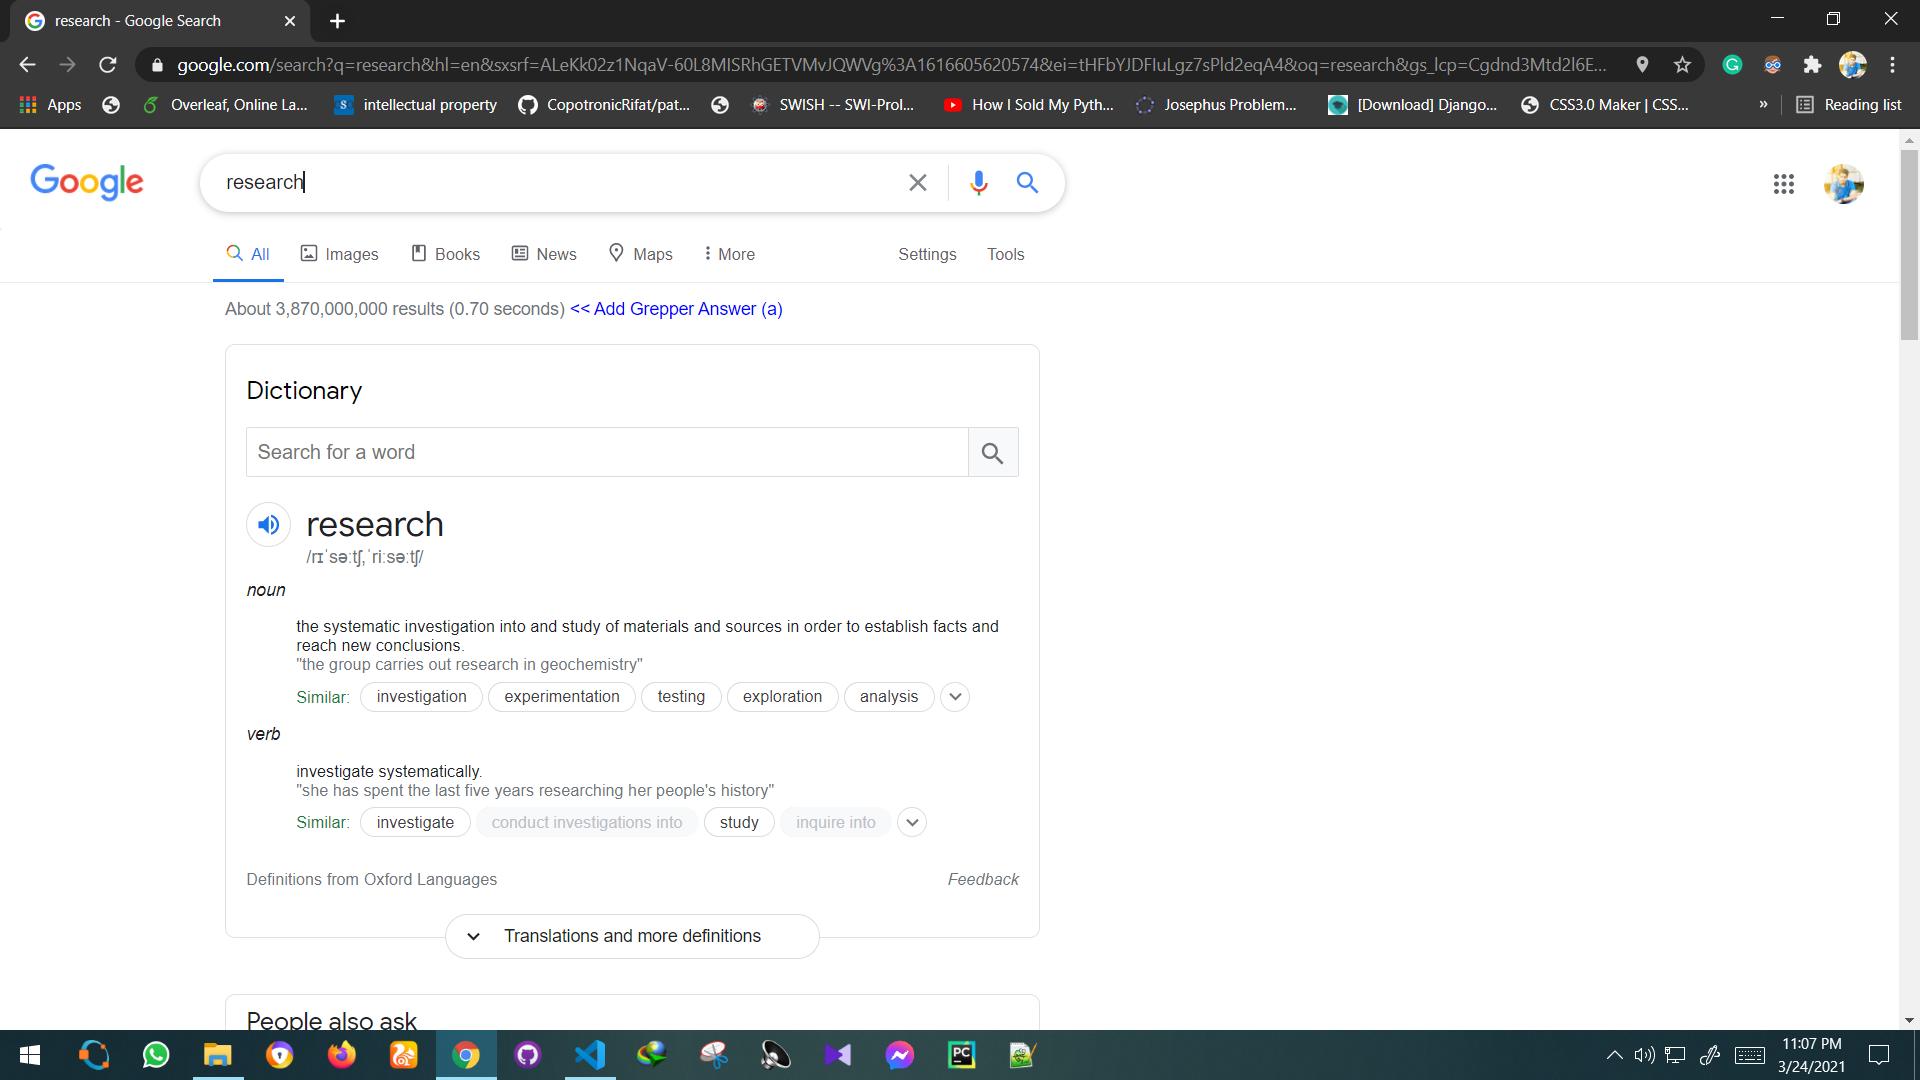 research - Google Search
google.com/search?q=research&hl=en&sxsrf=ALeKk02z1NqaV-60L8MISRhGETVMvJQWVg%3A1616605620574&ei=tHFbYJDFIuLgz7sPld2eqA4&oq=research&gs_lcp=Cgdnd3Mtd2l6E...
Apps Overleaf, Online La... S intellectual property CopotronicRifat/pat... SWISH -- SWI-Prol... How I Sold My Pyth... Josephus Problem... [Download] Django... CSS3.0 Maker | CSS... » Reading list
Google research
All Images Books News Maps More Settings Tools
About 3,870,000,000 results (0.70 seconds) << Add Grepper Answer (a)
Dictionary
Search for a word
research
/rɪˈsəːtʃ,ˈriːsəːtʃ/
noun
the systematic investigation into and study of materials and sources in order to establish facts and
reach new conclusions.
"the group carries out research in geochemistry"
Similar: investigation experimentation testing exploration analysis
verb
investigate systematically.
"she has spent the last five years researching her people's history"
Similar: investigate conduct investigations into study inquire into
Definitions from Oxford Languages Feedback
Translations and more definitions
People also ask
PC 11:07 PM
3/24/2021